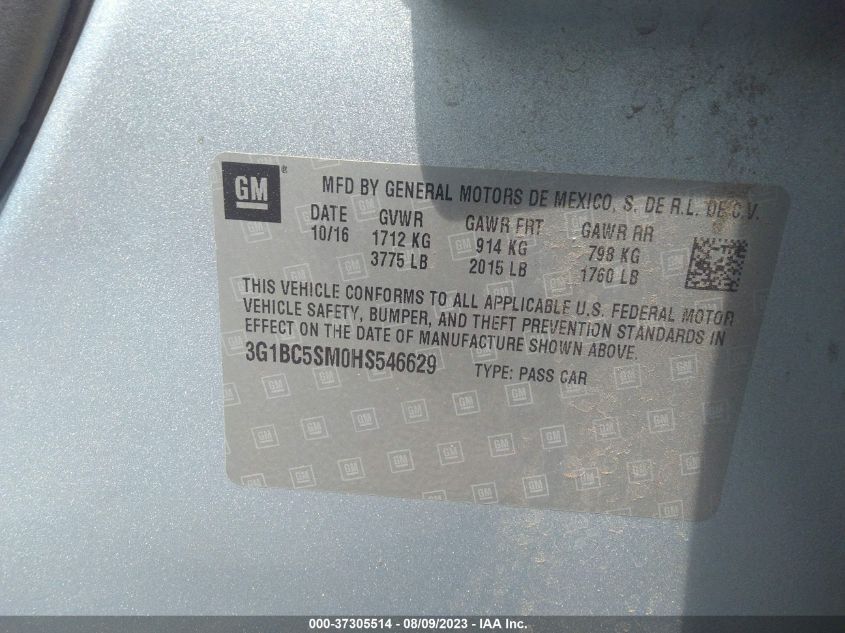 GM ® MFD BY GENERAL MOTORS DE MEXICO, S. DE R.L. DE C.V.
DATE GVWR GAWR FRT GAWR RR
10/16 1712 KG 914 KG 798 KG
3775 LB 2015 LB 1760 LB
THIS VEHICLE CONFORMS TO ALL APPLICABLE U.S. FEDERAL MOTOR
VEHICLE SAFETY, BUMPER, AND THEFT PREVENTION STANDARDS IN
EFFECT ON THE DATE OF MANUFACTURE SHOWN ABOVE.
3G1BC5SM0HS546629 TYPE: PASS CAR
000-37305514 - 08/09/2023 - IAA Inc.